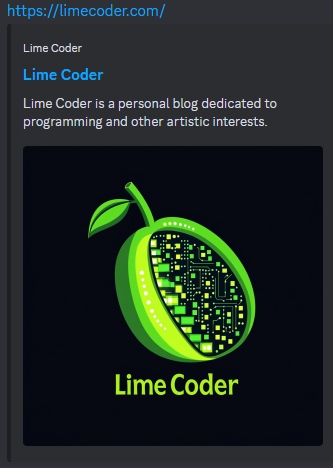 https://limecoder.com/
Lime Coder
Lime Coder
Lime Coder is a personal blog dedicated to
programming and other artistic interests.
Lime Coder